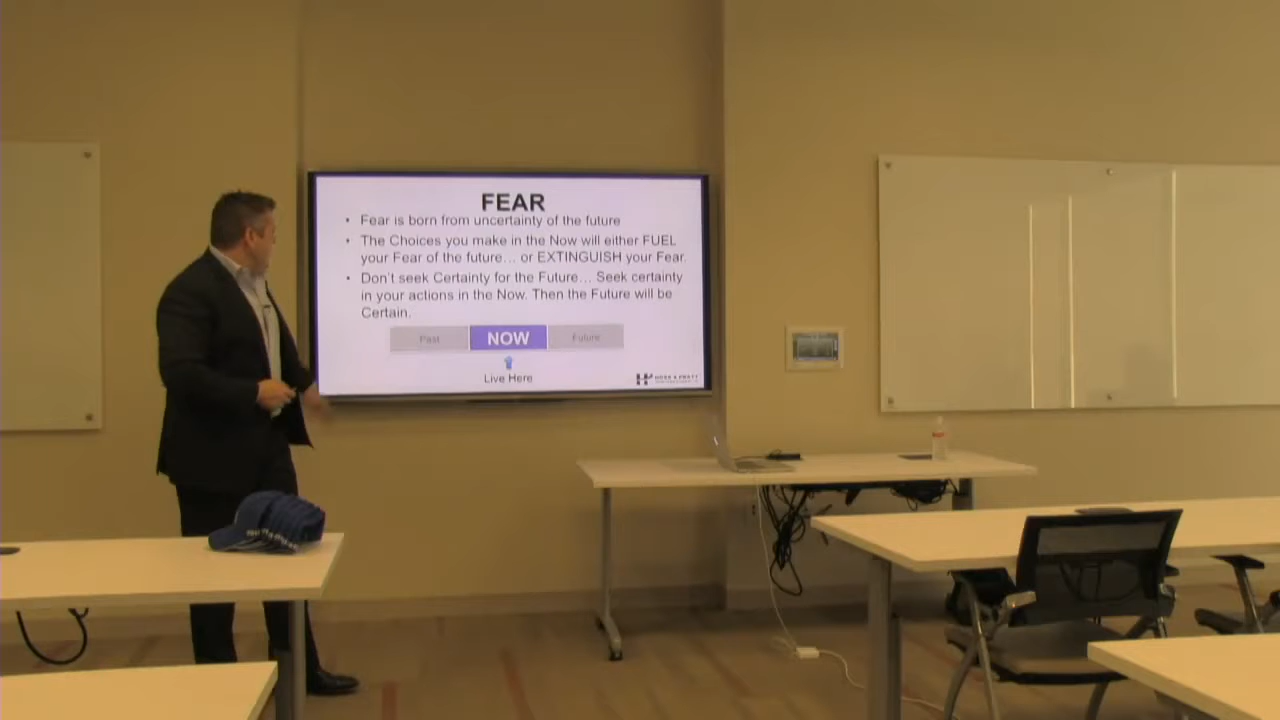 FEAR
• Fear is born from uncertainty of the future
• The Choices you make in the Now will either FUEL
your Fear of the future… or EXTINGUISH your Fear.
• Don't seek Certainty for the Future… Seek certainty
in your actions in the Now. Then the Future will be
Certain.
Past NOW Future
Live Here